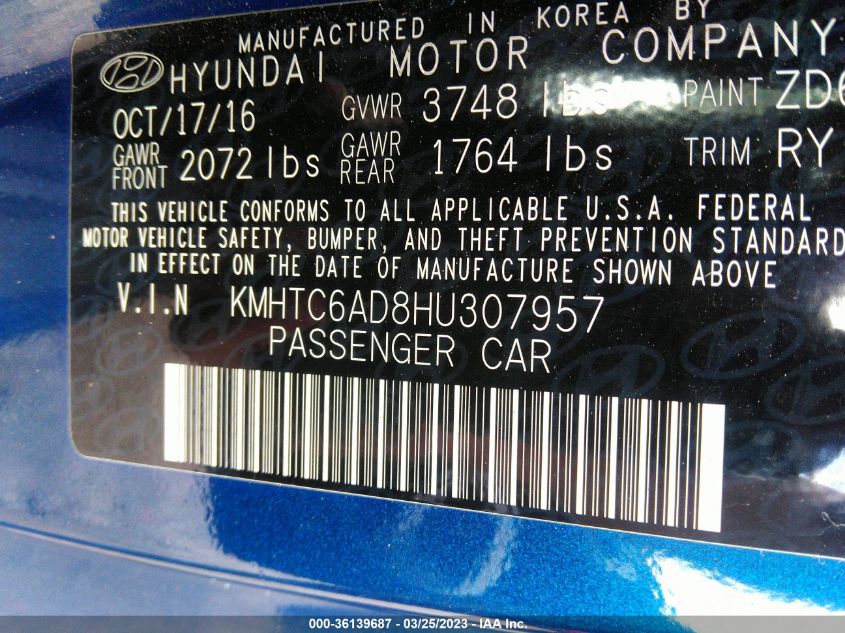 MANUFACTURED IN KOREA BY
HYUNDAI MOTOR COMPANY
OCT/17/16 GVWR 3748 lbs PAINT ZD6
GAWR FRONT 2072 lbs GAWR REAR 1764 lbs TRIM RY
THIS VEHICLE CONFORMS TO ALL APPLICABLE U.S.A. FEDERAL
MOTOR VEHICLE SAFETY, BUMPER, AND THEFT PREVENTION STANDARD
IN EFFECT ON THE DATE OF MANUFACTURE SHOWN ABOVE
V.I.N KMHTC6AD8HU307957
PASSENGER CAR
000-36139687 - 03/25/2023 - IAA Inc.